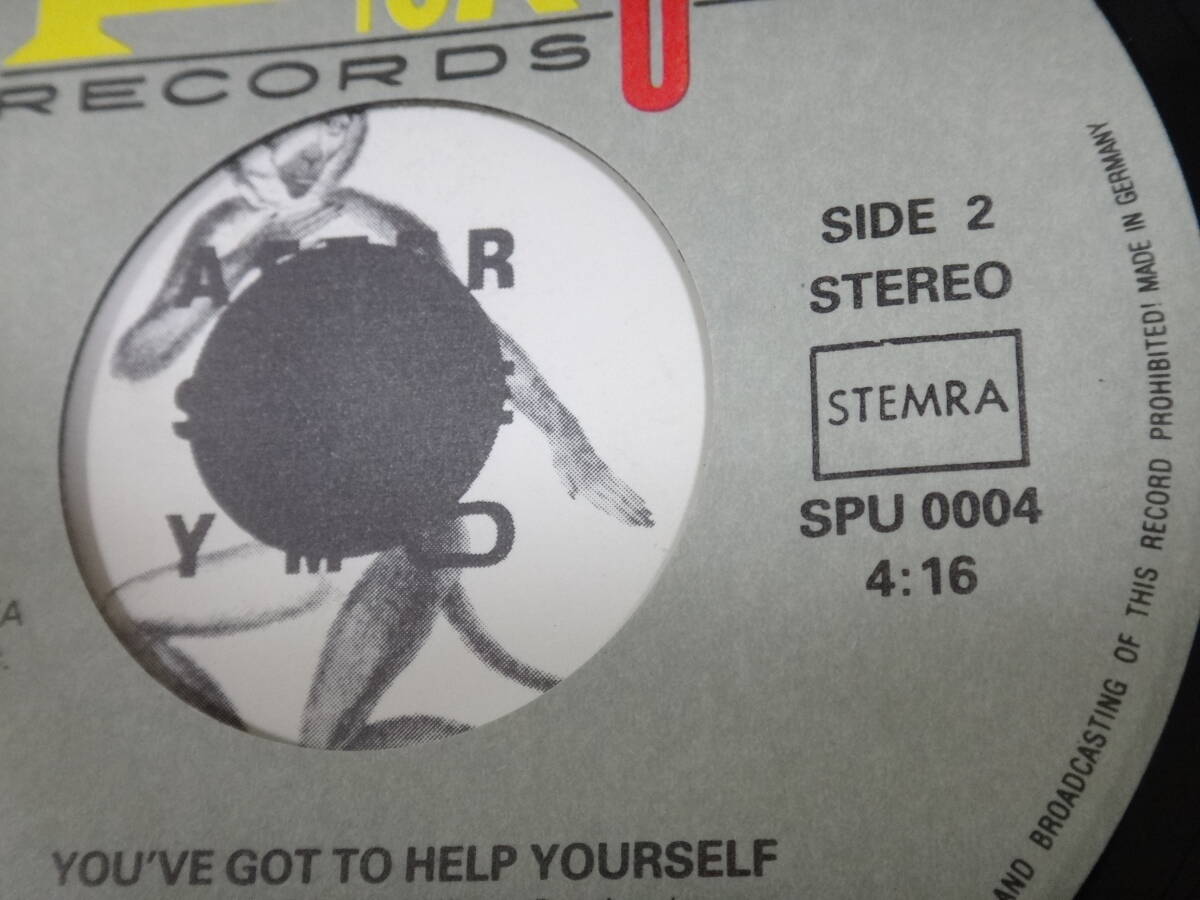 RECORDS
SIDE 2
STEREO
STEMRA
SPU 0004
4:16
YOU'VE GOT TO HELP YOURSELF
AND BROADCASTING OF THIS RECORD PROHIBITED! MADE IN GERMANY